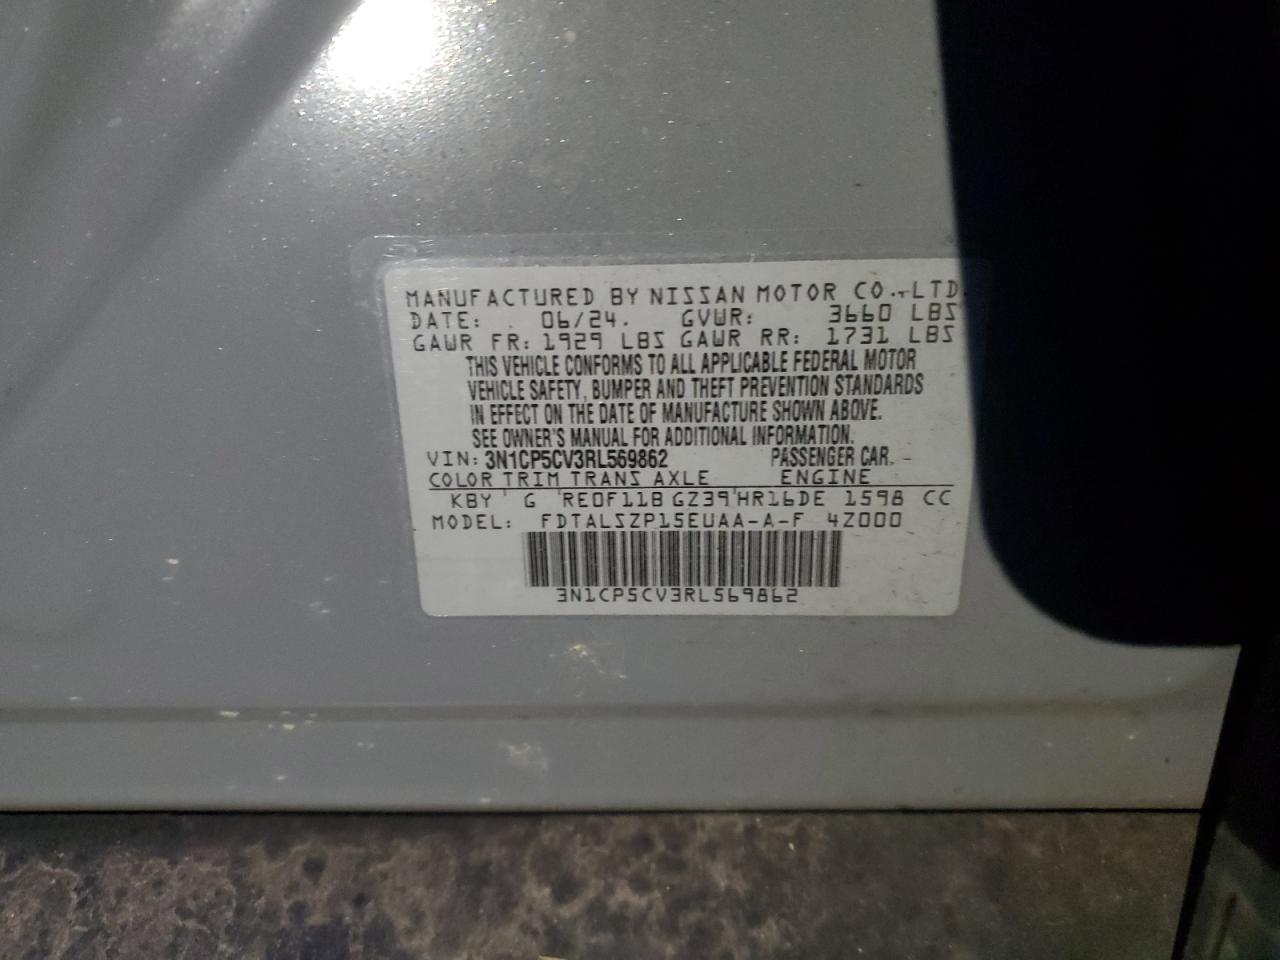 MANUFACTURED BY NISSAN MOTOR CO.,LTD.
DATE: 06/24. GVWR: 3660 LBS
GAWR FR: 1929 LBS GAWR RR: 1731 LBS
THIS VEHICLE CONFORMS TO ALL APPLICABLE FEDERAL MOTOR
VEHICLE SAFETY, BUMPER AND THEFT PREVENTION STANDARDS
IN EFFECT ON THE DATE OF MANUFACTURE SHOWN ABOVE.
SEE OWNER'S MANUAL FOR ADDITIONAL INFORMATION.
VIN: 3N1CP5CV3RL569862 PASSENGER CAR.
COLOR TRIM TRANS AXLE ENGINE
KBY G RE0F11B GZ39 HR16DE 1598 CC
MODEL: FDTALSZP15EUAA-A-F 4Z000
3N1CP5CV3RL569862